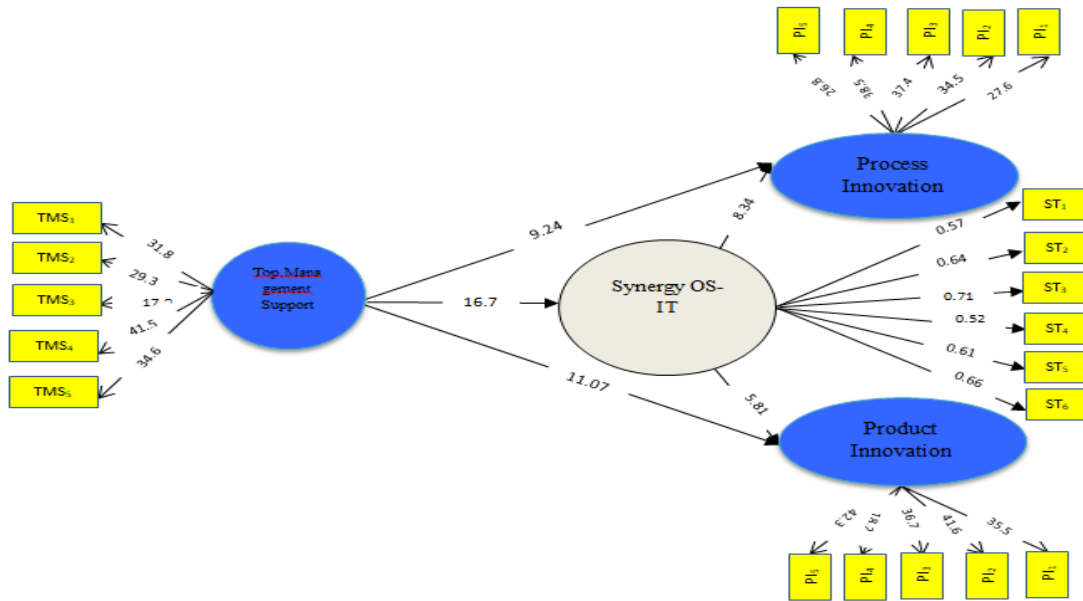 PI₅
PI₄
PI₃
PI₂
PI₁
26.8
38.5
37.4
34.5
27.6
Process
Innovation
TMS₁
TMS₂
TMS₃
TMS₄
TMS₅
31.8
29.3
41.5
34.6
Top.Mana
gement
Support
9.24
16.7
11.07
8.34
5.81
Synergy OS-
IT
0.57
0.64
0.71
0.52
0.61
0.66
ST₁
ST₂
ST₃
ST₄
ST₅
ST₆
Product
Innovation
42.3
36.7
41.6
35.5
PI₅
PI₄
PI₃
PI₂
PI₁